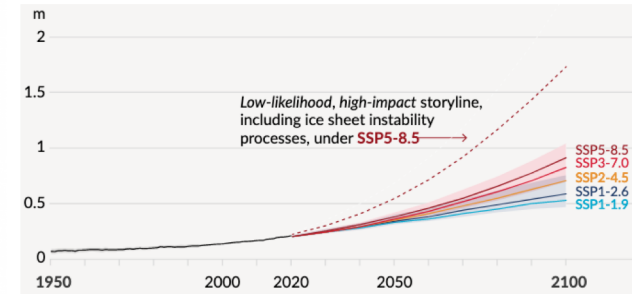 m
2
1.5
Low-likelihood, high-impact storyline,
including ice sheet instability
processes, under SSP5-8.5
1
SSP5-8.5
SSP3-7.0
SSP2-4.5
SSP1-2.6
SSP1-1.9
0.5
0
1950 2000 2020 2050 2100